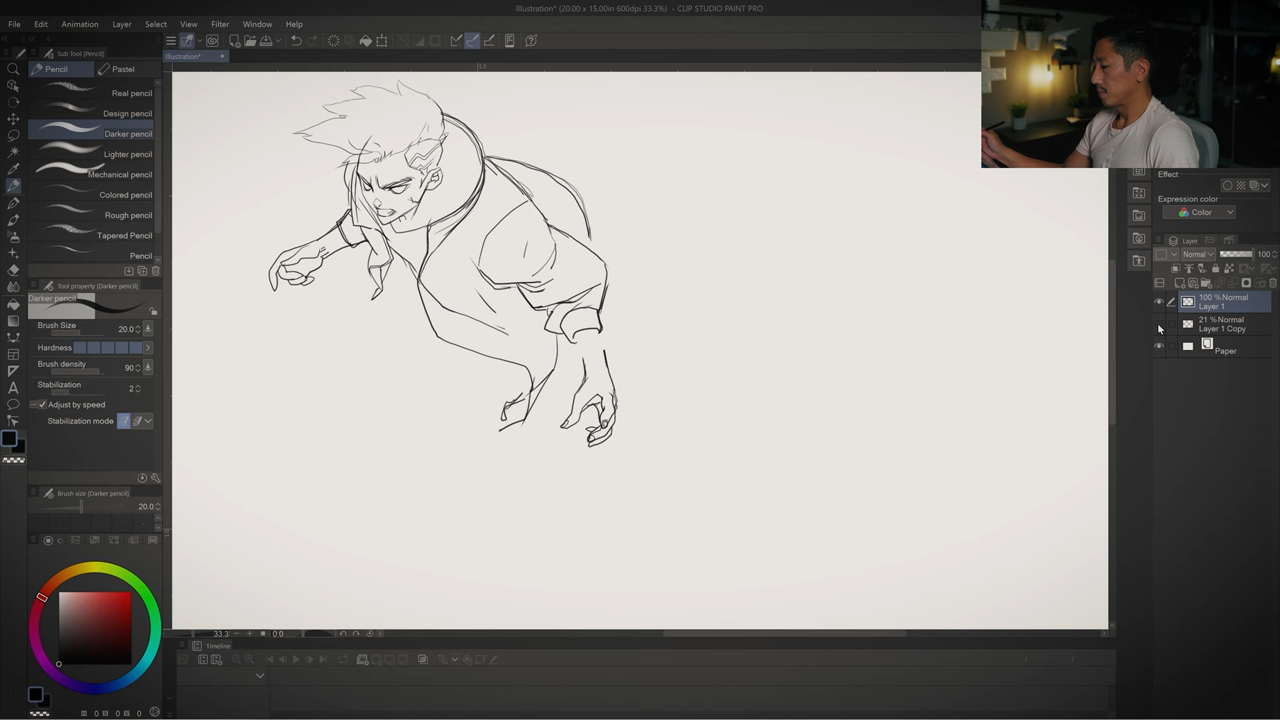 Illustration* (20.00 x 15.00in 600dpi 33.3%) - CLIP STUDIO PAINT PRO
File Edit Animation Layer Select View Filter Window Help
Sub Tool [Pencil]
Illustration*
Pencil Pastel
Real pencil
Design pencil
Darker pencil
Lighter pencil
Mechanical pencil
Colored pencil
Rough pencil
Tapered Pencil
Pencil
Tool property [Darker pencil]
Darker pencil
Brush Size 20.0
Hardness
Brush density 90
Stabilization 2
Adjust by speed
Stabilization mode
Brush size [Darker pencil]
20.0
Effect
Expression color
Color
Layer
Normal 100
100 % Normal
Layer 1
21 % Normal
Layer 1 Copy
Paper
33.3
Timeline